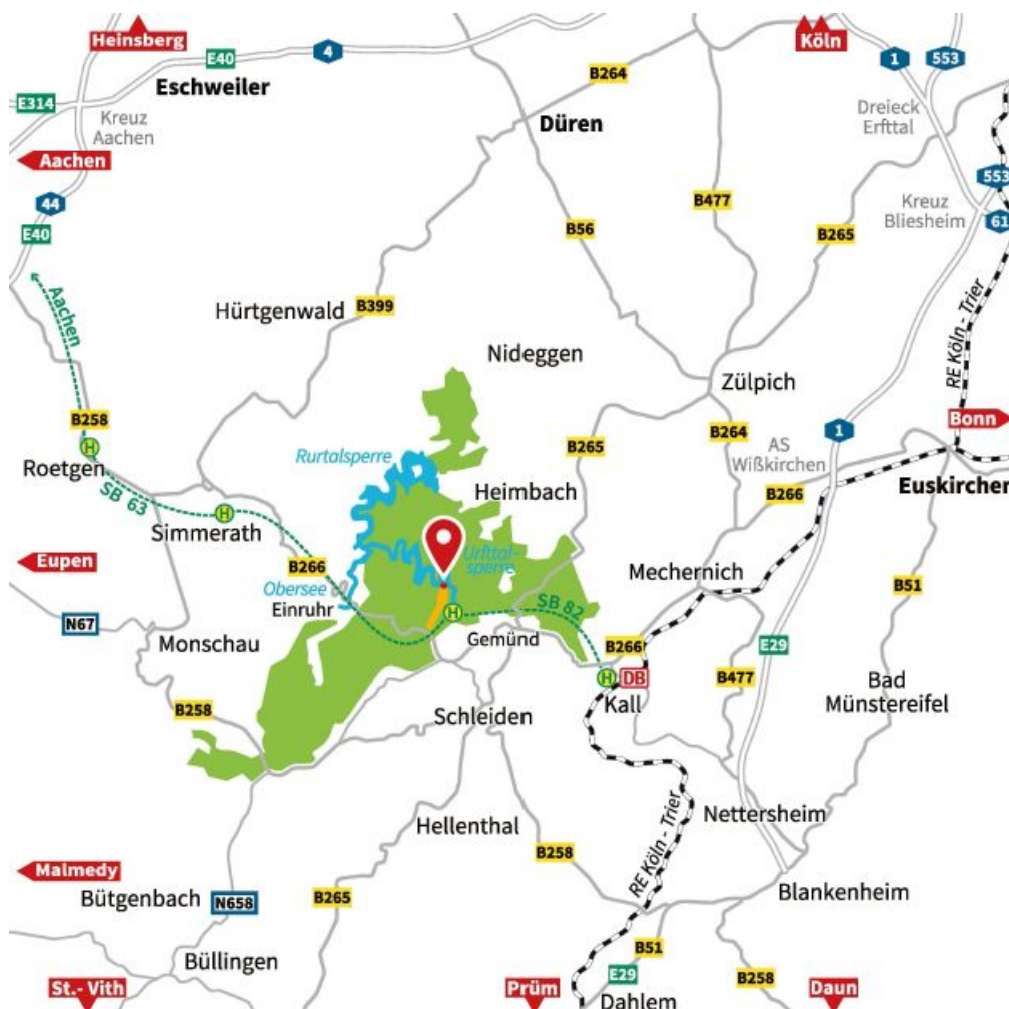 Heinsberg
Köln
E40
4
1
553
Eschweiler
B264
E314
Kreuz
Aachen
Düren
Dreieck
Erfttal
Aachen
553
44
B477
Kreuz
Bliesheim
61
E40
B56
B265
Aachen
Hürtgenwald
B399
RE Köln - Trier
Nideggen
Zülpich
B258
Bonn
1
Roetgen
H
Rurtalsperre
B265
B264
AS
Wißkirchen
SB 63
Heimbach
B266
Euskirchen
H
Simmerath
Eupen
B266
Urfttal-
sperre
Mechernich
Obersee
Einruhr
B51
SB 82
H
N67
Monschau
Gemünd
B266
E29
H
DB
B477
Kall
Bad
Münstereifel
B258
Schleiden
Nettersheim
Hellenthal
RE Köln - Trier
B258
Malmedy
Bütgenbach
N658
B265
Blankenheim
B51
Büllingen
E29
B258
St.- Vith
Prüm
Dahlem
Daun